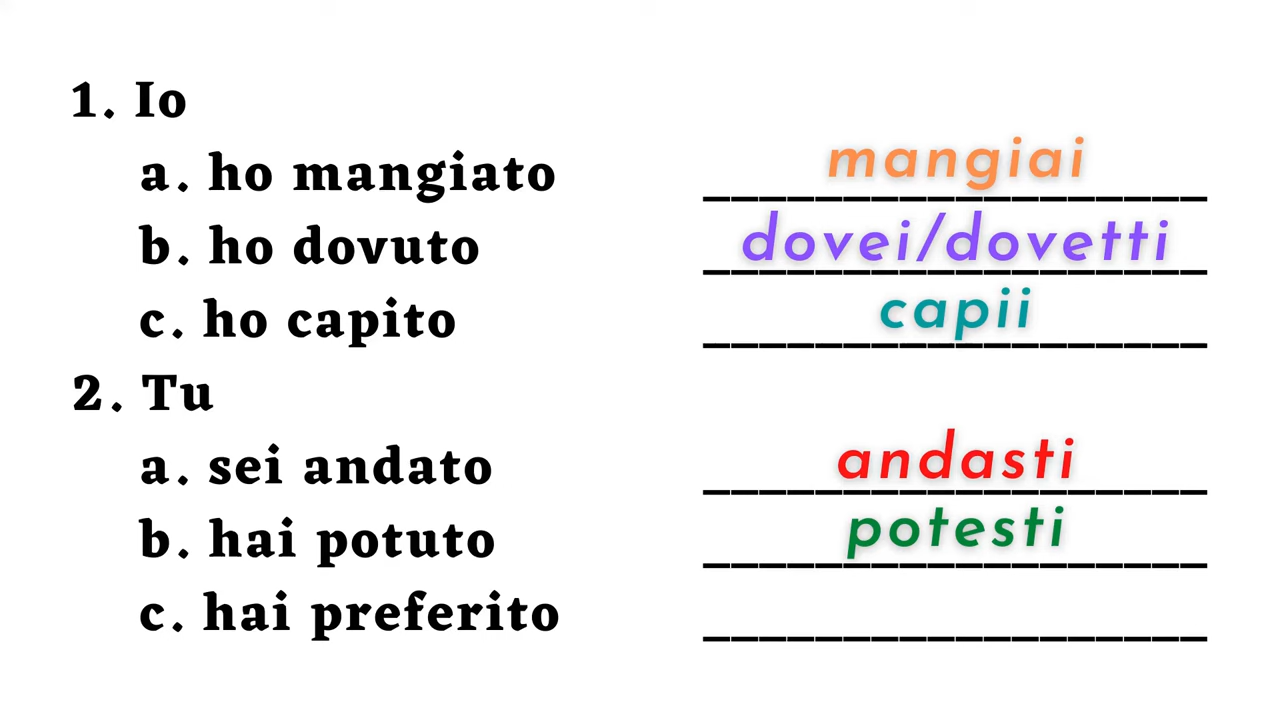 1. Io
a. ho mangiato mangiai
b. ho dovuto dovei/dovetti
c. ho capito capii
2. Tu
a. sei andato andasti
b. hai potuto potesti
c. hai preferito